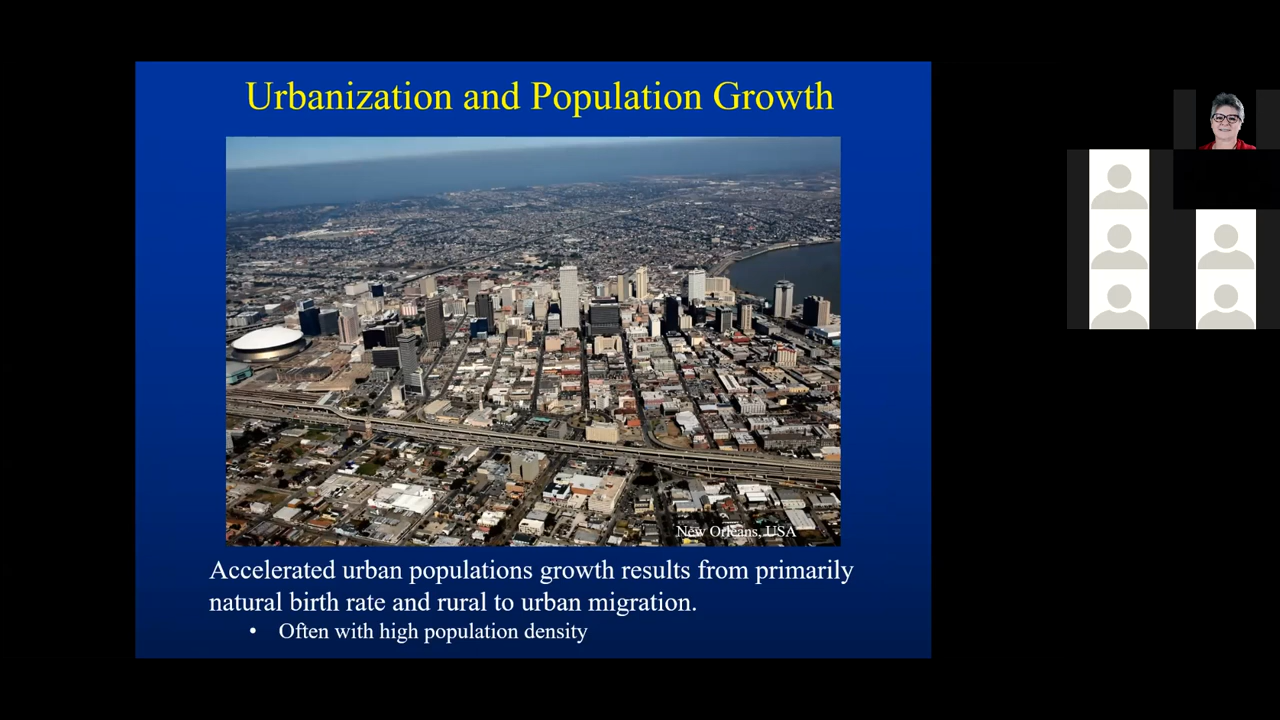 Urbanization and Population Growth
New Orleans, USA
Accelerated urban populations growth results from primarily
natural birth rate and rural to urban migration.
• Often with high population density